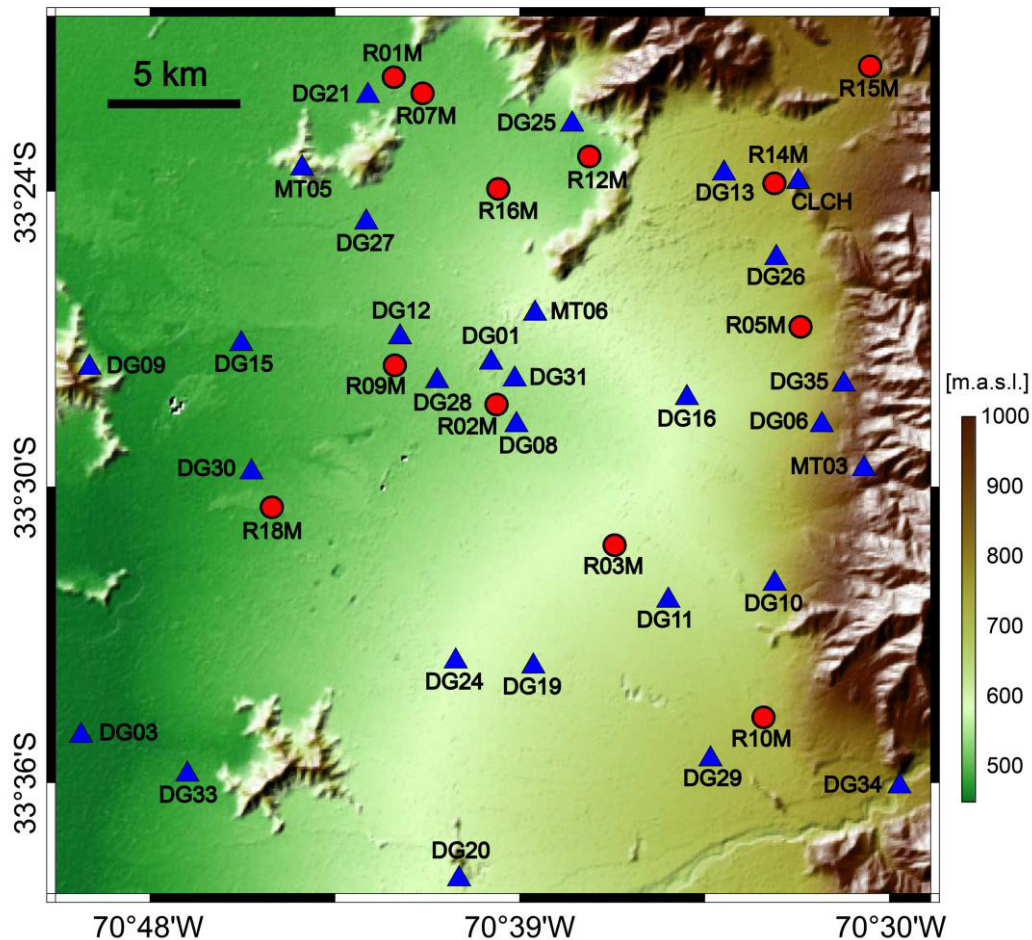 R01M
5 km
DG21
R07M
R15M
DG25
R12M
R14M
MT05
33°24'S
DG13
CLCH
R16M
DG27
DG26
MT06
DG12
R05M
DG01
DG15
DG09
DG31
R09M
DG28
DG35
[m.a.s.l.]
DG16
R02M
DG08
DG06
1000
DG30
MT03
33°30'S
900
R18M
R03M
800
DG10
DG11
700
DG24
DG19
600
DG03
R10M
DG29
500
DG33
33°36'S
DG34
DG20
70°48'W
70°39'W
70°30'W